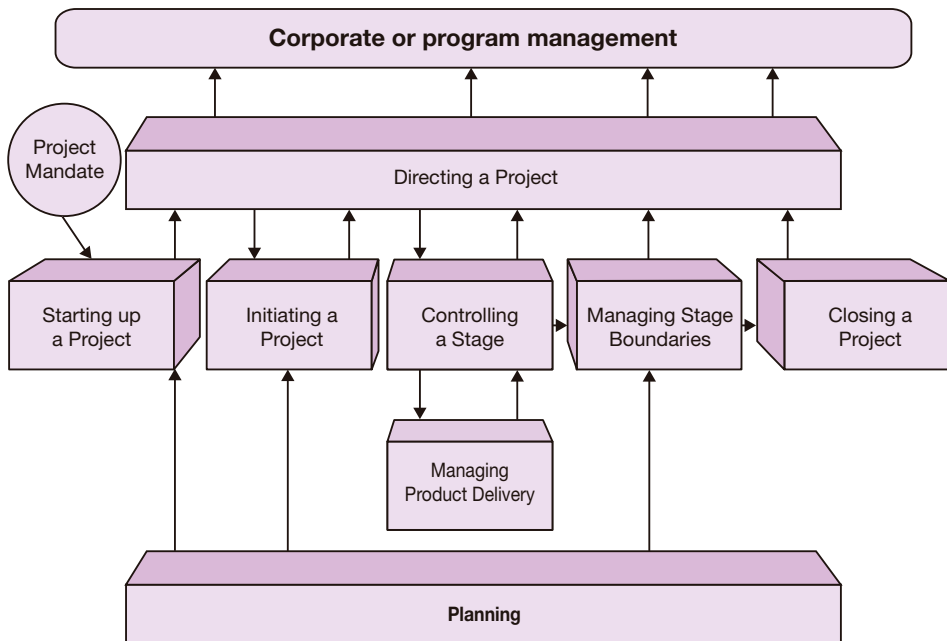 Corporate or program management
Project
Mandate
Directing a Project
Starting up
a Project
Initiating a
Project
Controlling
a Stage
Managing Stage
Boundaries
Closing a
Project
Managing
Product Delivery
Planning